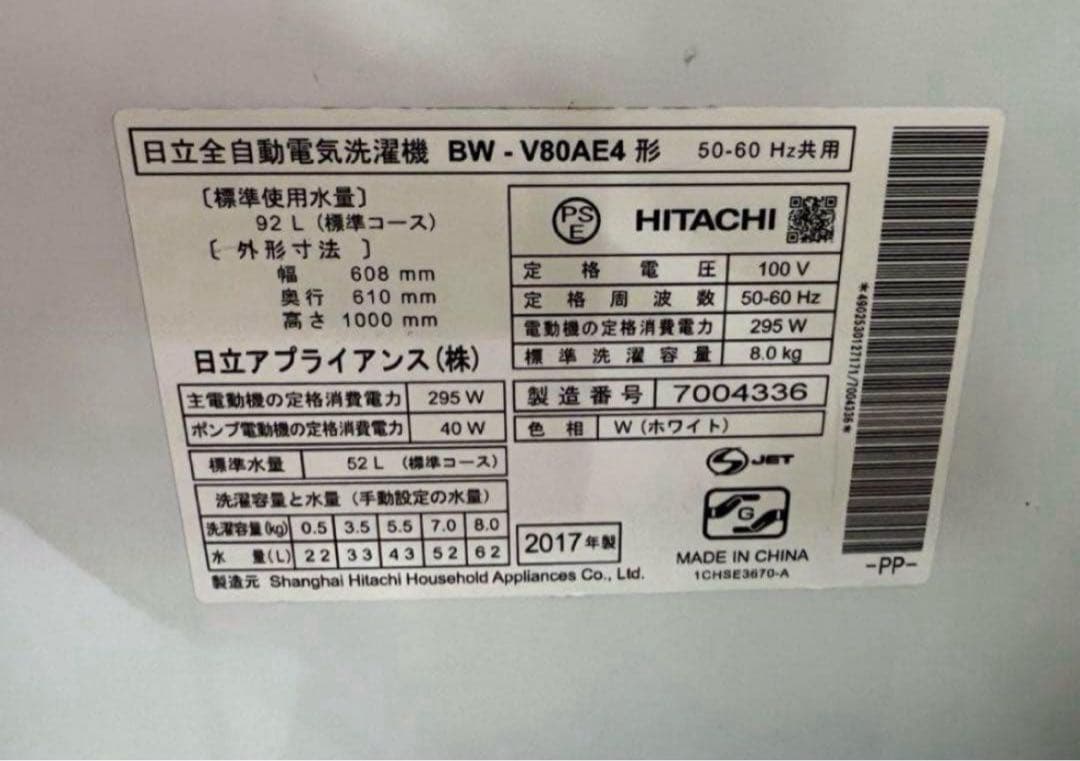 日立全自動電気洗濯機 BW - V80AE4 形 50-60 Hz共用
〔標準使用水量〕
92 L（標準コース）
〔 外形寸法 〕
幅 608 mm
奥行 610 mm
高さ 1000 mm
日立アプライアンス(株)
主電動機の定格消費電力 295 W
ポンプ電動機の定格消費電力 40 W
標準水量 52 L （標準コース）
洗濯容量と水量（手動設定の水量）
洗濯容量(kg) 0.5 3.5 5.5 7.0 8.0
水 量(L) 22 33 43 52 62
製造元 Shanghai Hitachi Household Appliances Co., Ltd.
PS
E
HITACHI
定格電圧 100 V
定格周波数 50-60 Hz
電動機の定格消費電力 295 W
標準洗濯容量 8.0 kg
製造番号 7004336
色相 W（ホワイト）
S JET
G
2017年製
MADE IN CHINA
1CHSE3670-A
*4902530127171/7004336*
-PP-